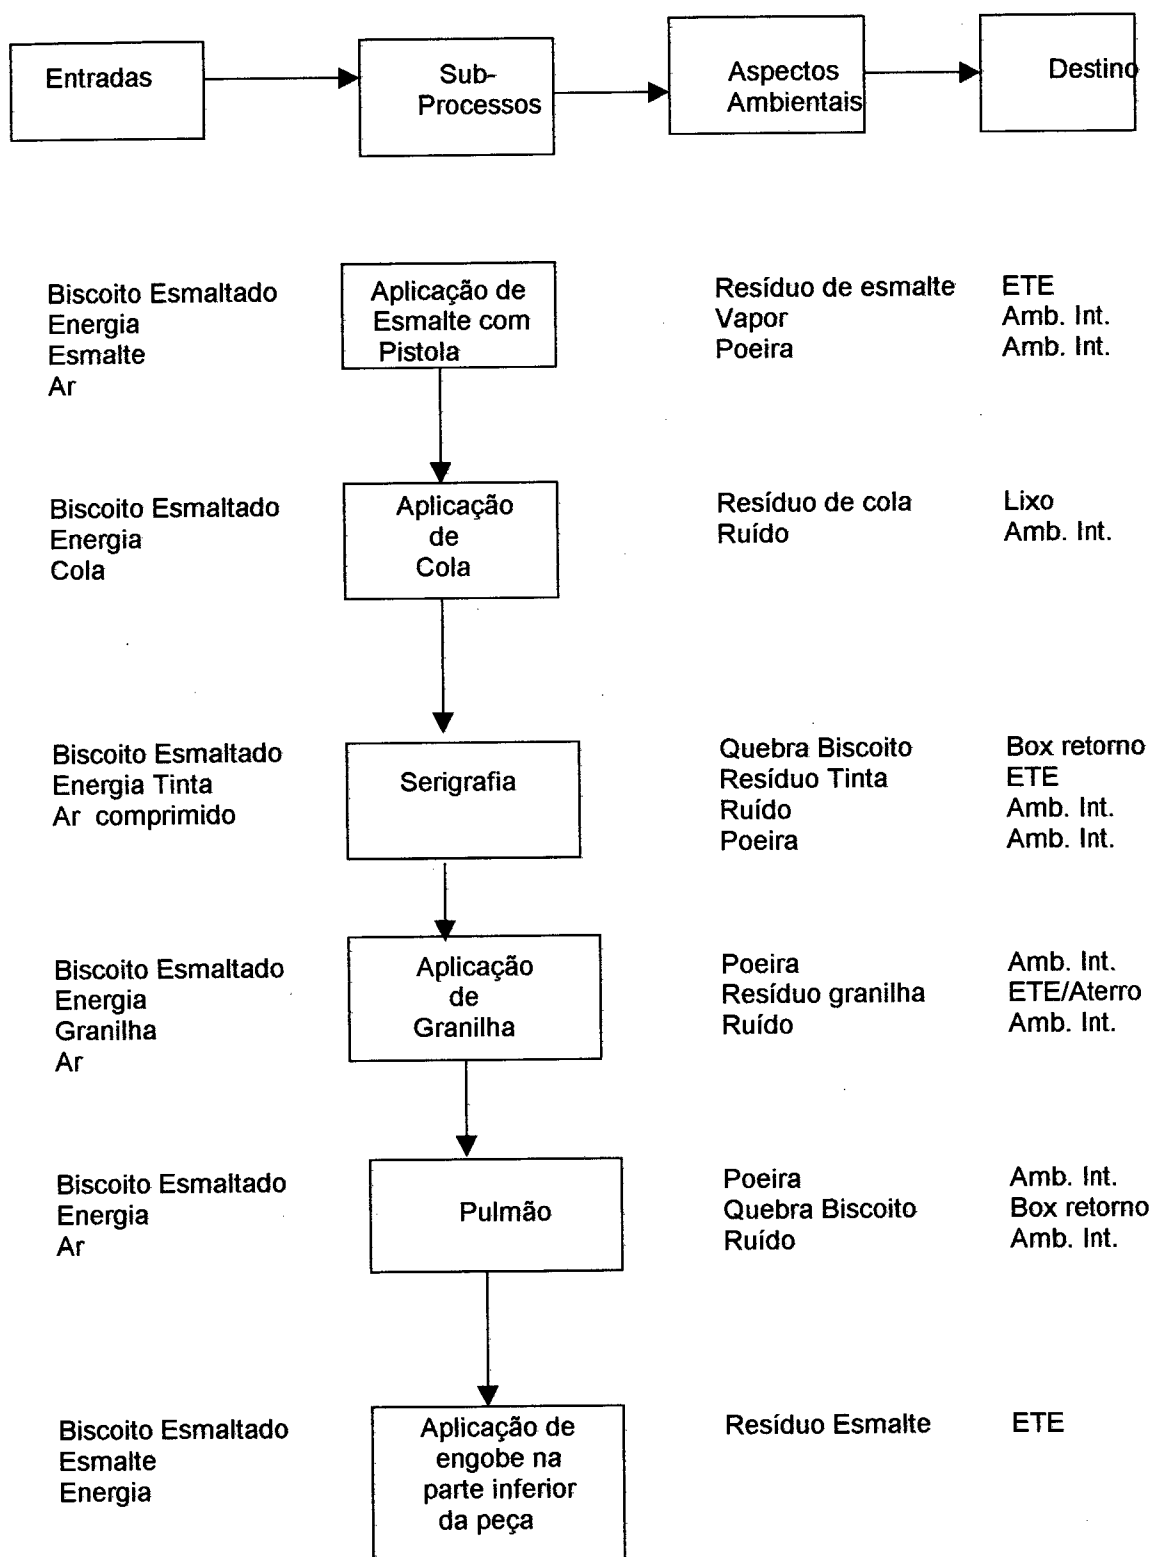 Entradas
Sub-
Processos
Aspectos
Ambientais
Destino
Biscoito Esmaltado
Energia
Esmalte
Ar
Aplicação de
Esmalte com
Pistola
Resíduo de esmalte ETE
Vapor Amb. Int.
Poeira Amb. Int.
Biscoito Esmaltado
Energia
Cola
Aplicação
de
Cola
Resíduo de cola Lixo
Ruído Amb. Int.
Biscoito Esmaltado
Energia Tinta
Ar comprimido
Serigrafia
Quebra Biscoito Box retorno
Resíduo Tinta ETE
Ruído Amb. Int.
Poeira Amb. Int.
Biscoito Esmaltado
Energia
Granilha
Ar
Aplicação
de
Granilha
Poeira Amb. Int.
Resíduo granilha ETE/Aterro
Ruído Amb. Int.
Biscoito Esmaltado
Energia
Ar
Pulmão
Poeira Amb. Int.
Quebra Biscoito Box retorno
Ruído Amb. Int.
Biscoito Esmaltado
Esmalte
Energia
Aplicação de
engobe na
parte inferior
da peça
Resíduo Esmalte ETE